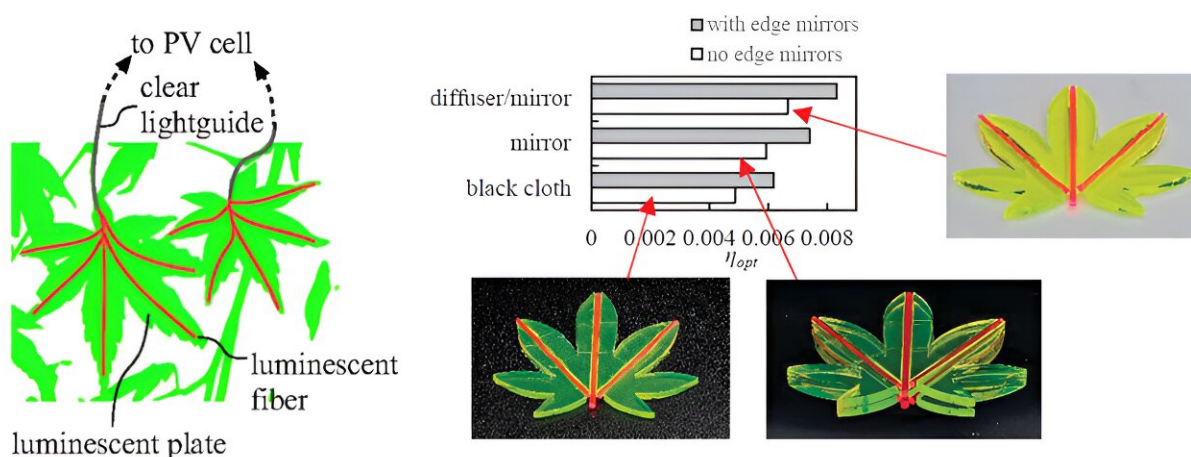 to PV cell
clear
lightguide
luminescent
fiber
luminescent plate
with edge mirrors
no edge mirrors
diffuser/mirror
mirror
black cloth
0 0.002 0.004 0.006 0.008
ηopt